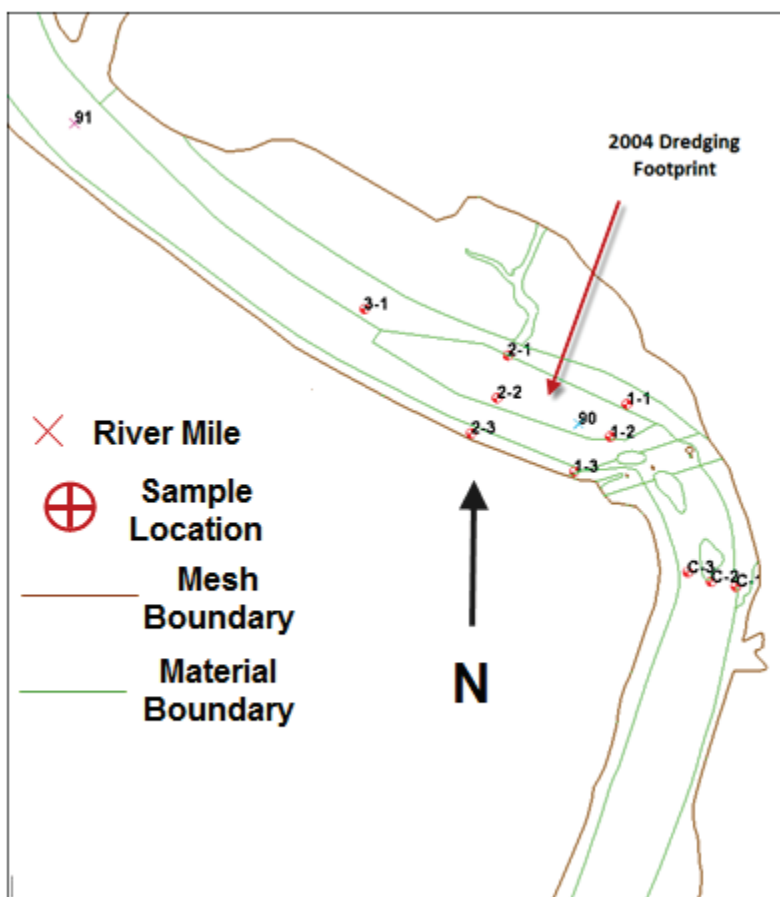 91
2004 Dredging
Footprint
3-1
2-1
2-2
1-1
90
2-3
1-2
1-3
River Mile
Sample
Location
C-3
C-2
Mesh
Boundary
Material
Boundary
N